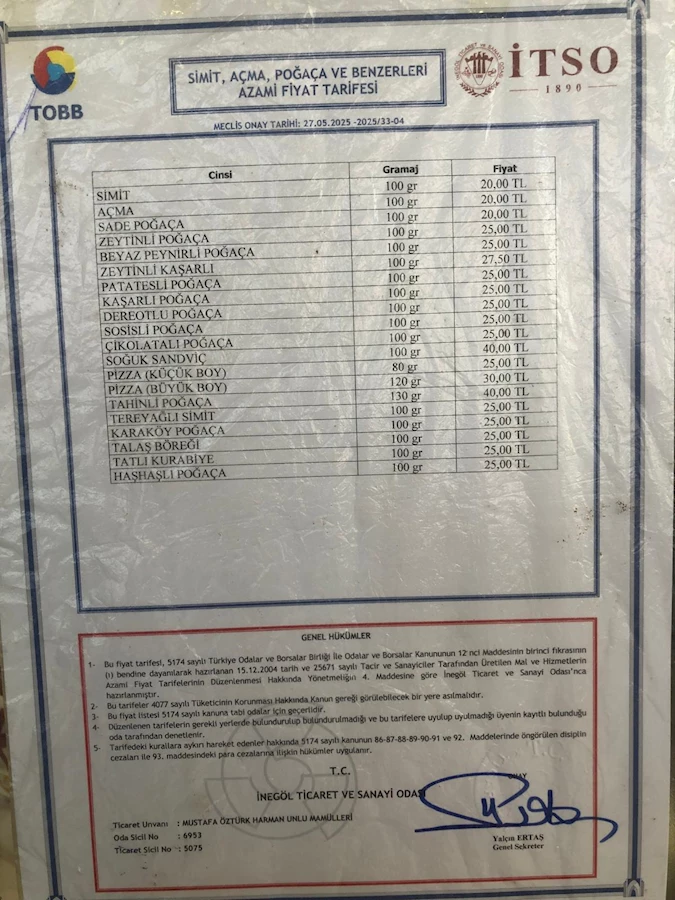 TOBB
SİMİT, AÇMA, POĞAÇA VE BENZERLERİ
AZAMİ FİYAT TARİFESİ
İNEGÖL TİCARET VE SANAYİ ODASI
İTSO
1890
MECLİS ONAY TARİHİ: 27.05.2025 -2025/33-04
Cinsi Gramaj Fiyat
SİMİT 100 gr 20,00 TL
AÇMA 100 gr 20,00 TL
SADE POĞAÇA 100 gr 20,00 TL
ZEYTİNLİ POĞAÇA 100 gr 25,00 TL
BEYAZ PEYNİRLİ POĞAÇA 100 gr 25,00 TL
ZEYTİNLİ KAŞARLI 100 gr 27,50 TL
PATATESLİ POĞAÇA 100 gr 25,00 TL
KAŞARLI POĞAÇA 100 gr 25,00 TL
DEREOTLU POĞAÇA 100 gr 25,00 TL
SOSİSLİ POĞAÇA 100 gr 25,00 TL
ÇİKOLATALI POĞAÇA 100 gr 25,00 TL
SOĞUK SANDVİÇ 100 gr 40,00 TL
PİZZA (KÜÇÜK BOY) 80 gr 25,00 TL
PİZZA (BÜYÜK BOY) 120 gr 30,00 TL
TAHİNLİ POĞAÇA 130 gr 40,00 TL
TEREYAĞLI SİMİT 100 gr 25,00 TL
KARAKÖY POĞAÇA 100 gr 25,00 TL
TALAŞ BÖREĞİ 100 gr 25,00 TL
TATLI KURABİYE 100 gr 25,00 TL
HAŞHAŞLI POĞAÇA 100 gr 25,00 TL
GENEL HÜKÜMLER
1- Bu fiyat tarifesi, 5174 sayılı Türkiye Odalar ve Borsalar Birliği İle Odalar ve Borsalar Kanununun 12 nci Maddesinin birinci fıkrasının
(ı) bendine dayanılarak hazırlanan 15.12.2004 tarih ve 25671 sayılı Tacir ve Sanayiciler Tarafından Üretilen Mal ve Hizmetlerin
Azami Fiyat Tarifelerinin Düzenlenmesi Hakkında Yönetmeliğin 4. Maddesine göre İnegöl Ticaret ve Sanayi Odası'nca
hazırlanmıştır.
2- Bu tarifeler 4077 sayılı Tüketicinin Korunması Hakkında Kanun gereği görülebilecek bir yere asılmalıdır.
3- Bu fiyat listesi 5174 sayılı kanuna tabi odalar için geçerlidir.
4- Düzenlenen tarifelerin gerekli yerlerde bulundurulup bulundurulmadığı ve bu tarifelere uyulup uyulmadığı üyenin kayıtlı bulunduğu
oda tarafından denetlenir.
5- Tarifedeki kurallara aykırı hareket edenler hakkında 5174 sayılı kanunun 86-87-88-89-90-91 ve 92. Maddelerinde öngörülen disiplin
cezaları ile 93. maddesindeki para cezalarına ilişkin hükümler uygulanır.
T.C.
ONAY
İNEGÖL TİCARET VE SANAYİ ODASI
Ticaret Unvanı : MUSTAFA ÖZTÜRK HARMAN UNLU MAMÜLLERİ
Oda Sicil No : 6953
Ticaret Sicil No : 5075
Yalçın ERTAŞ
Genel Sekreter